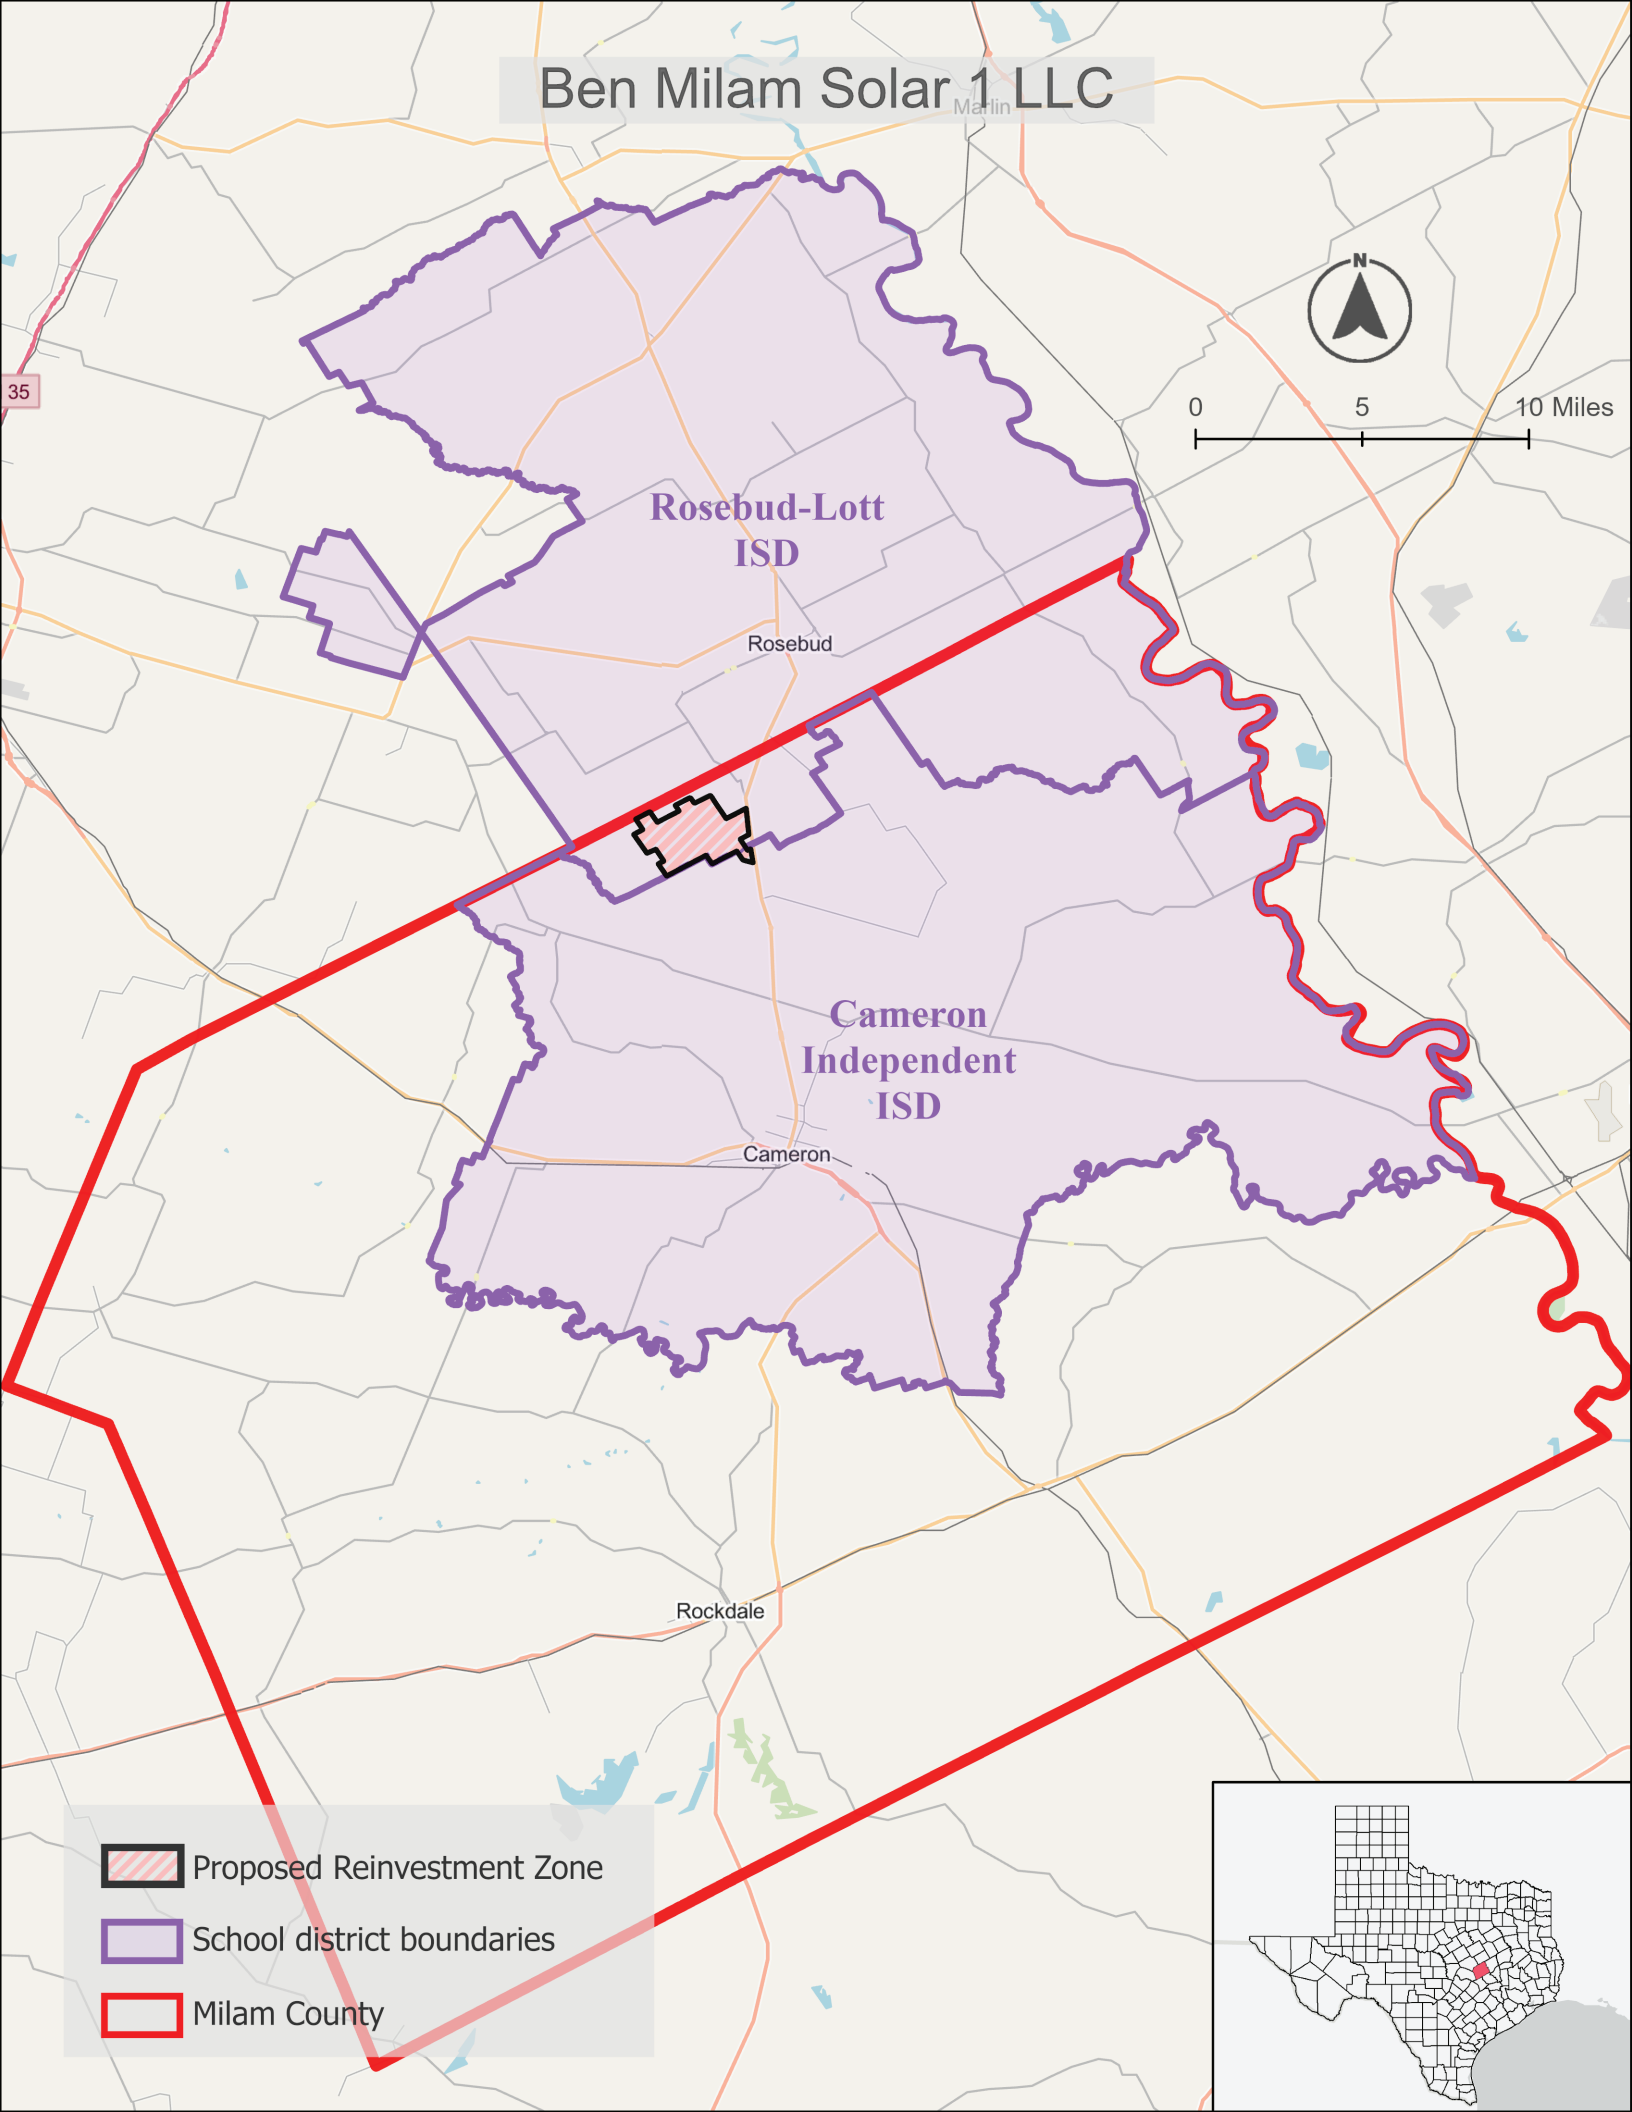 Ben Milam Solar 1 LLC
Marlin
N
35
0 5 10 Miles
Rosebud-Lott
ISD
Rosebud
Cameron
Independent
ISD
Cameron
Rockdale
Proposed Reinvestment Zone
School district boundaries
Milam County